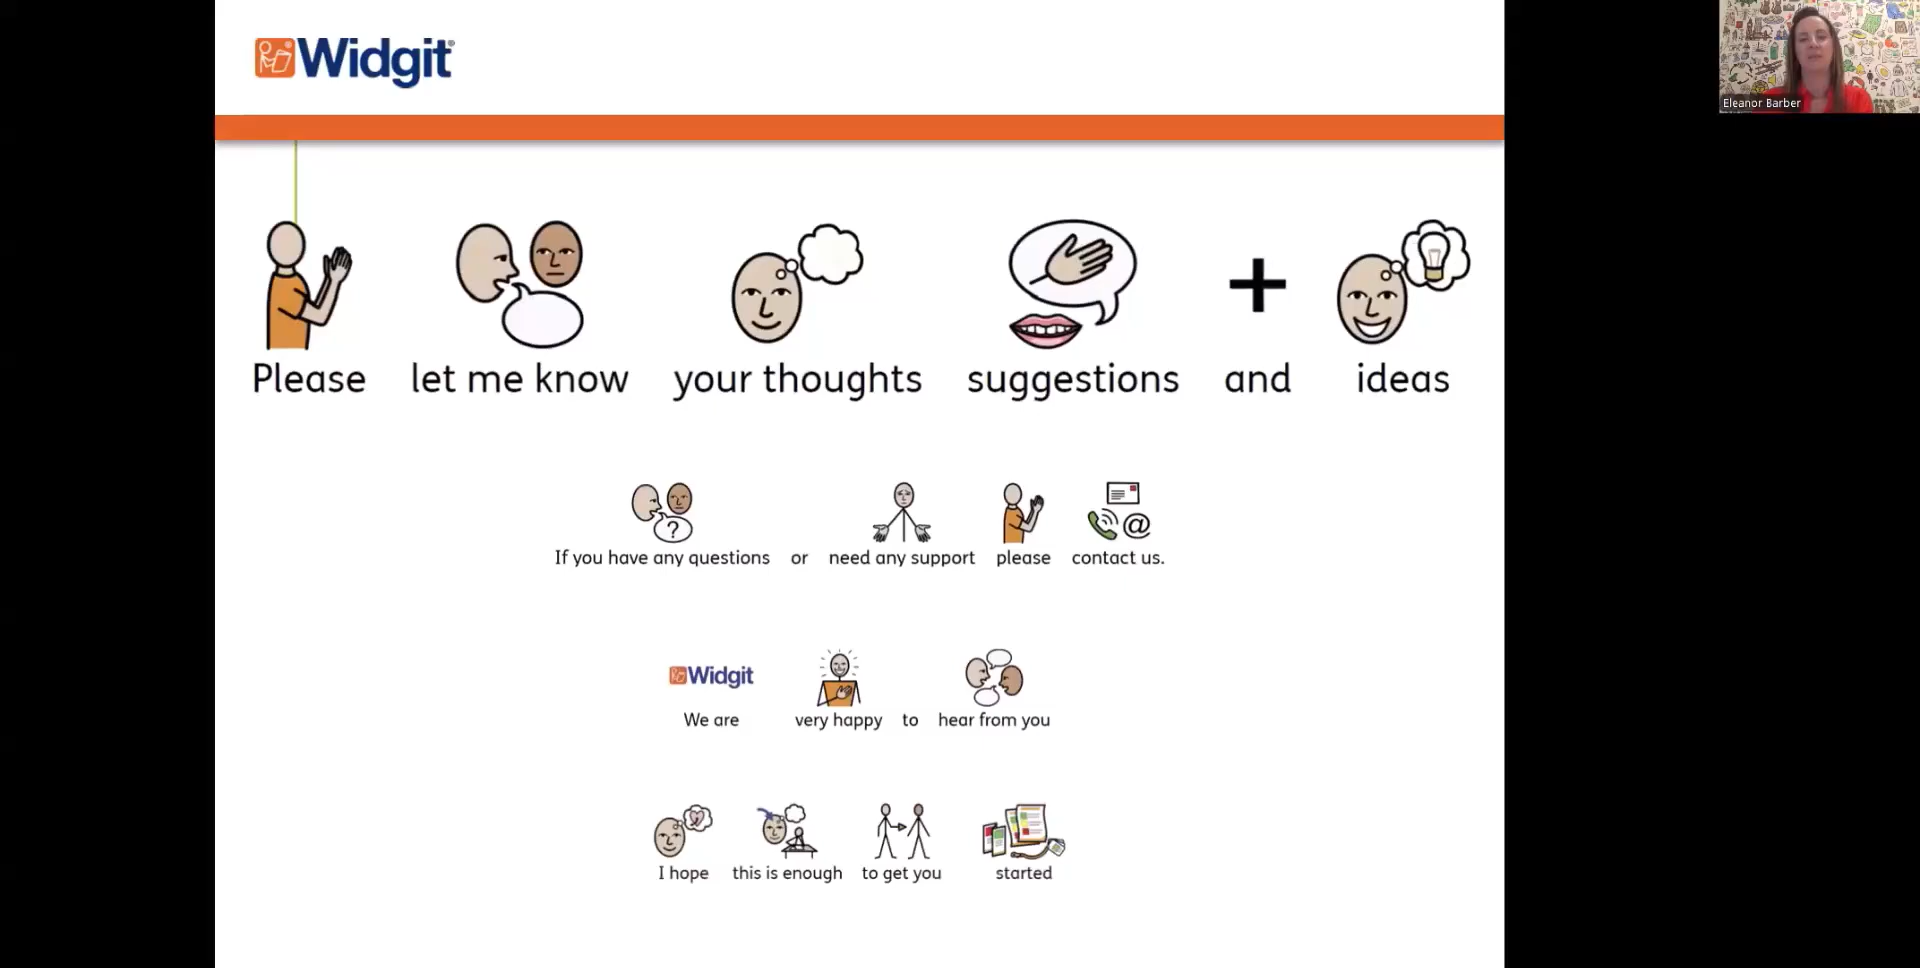 Widgit
Eleanor Barber
Please let me know your thoughts suggestions and ideas
If you have any questions or need any support please contact us.
Widgit
We are very happy to hear from you
I hope this is enough to get you started